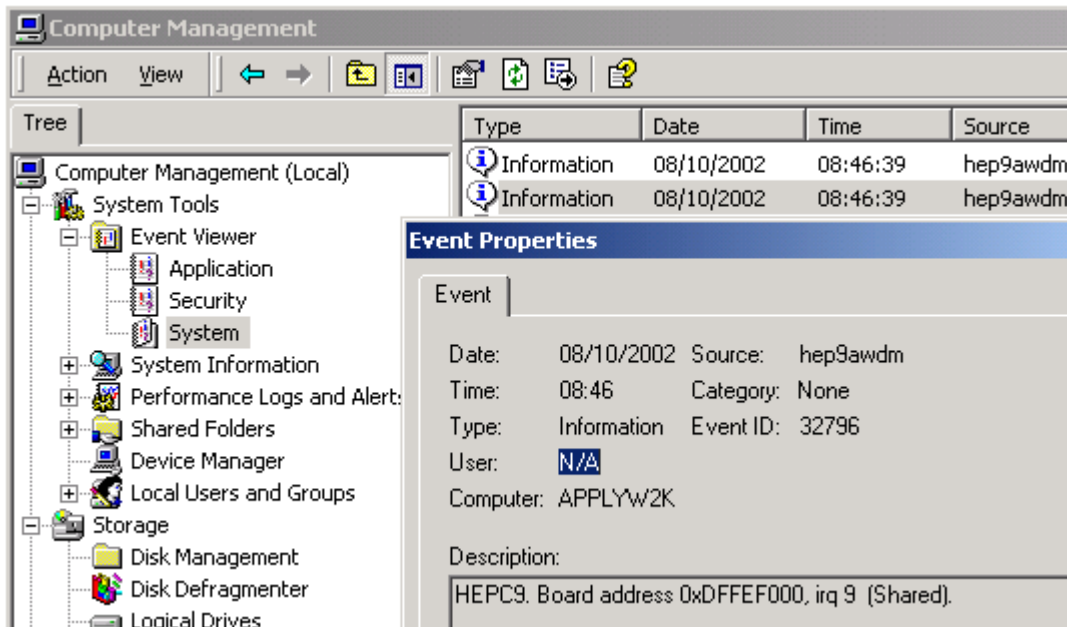 Computer Management
Action View
Tree
Type Date Time Source
Information 08/10/2002 08:46:39 hep9awdm
Information 08/10/2002 08:46:39 hep9awdm
Computer Management (Local)
System Tools
Event Viewer
Application
Security
System
System Information
Performance Logs and Alerts
Shared Folders
Device Manager
Local Users and Groups
Storage
Disk Management
Disk Defragmenter
Logical Drives
Event Properties
Event
Date: 08/10/2002 Source: hep9awdm
Time: 08:46 Category: None
Type: Information Event ID: 32796
User: N/A
Computer: APPLYW2K
Description:
HEPC9. Board address 0xDFFEF000, irq 9 (Shared).